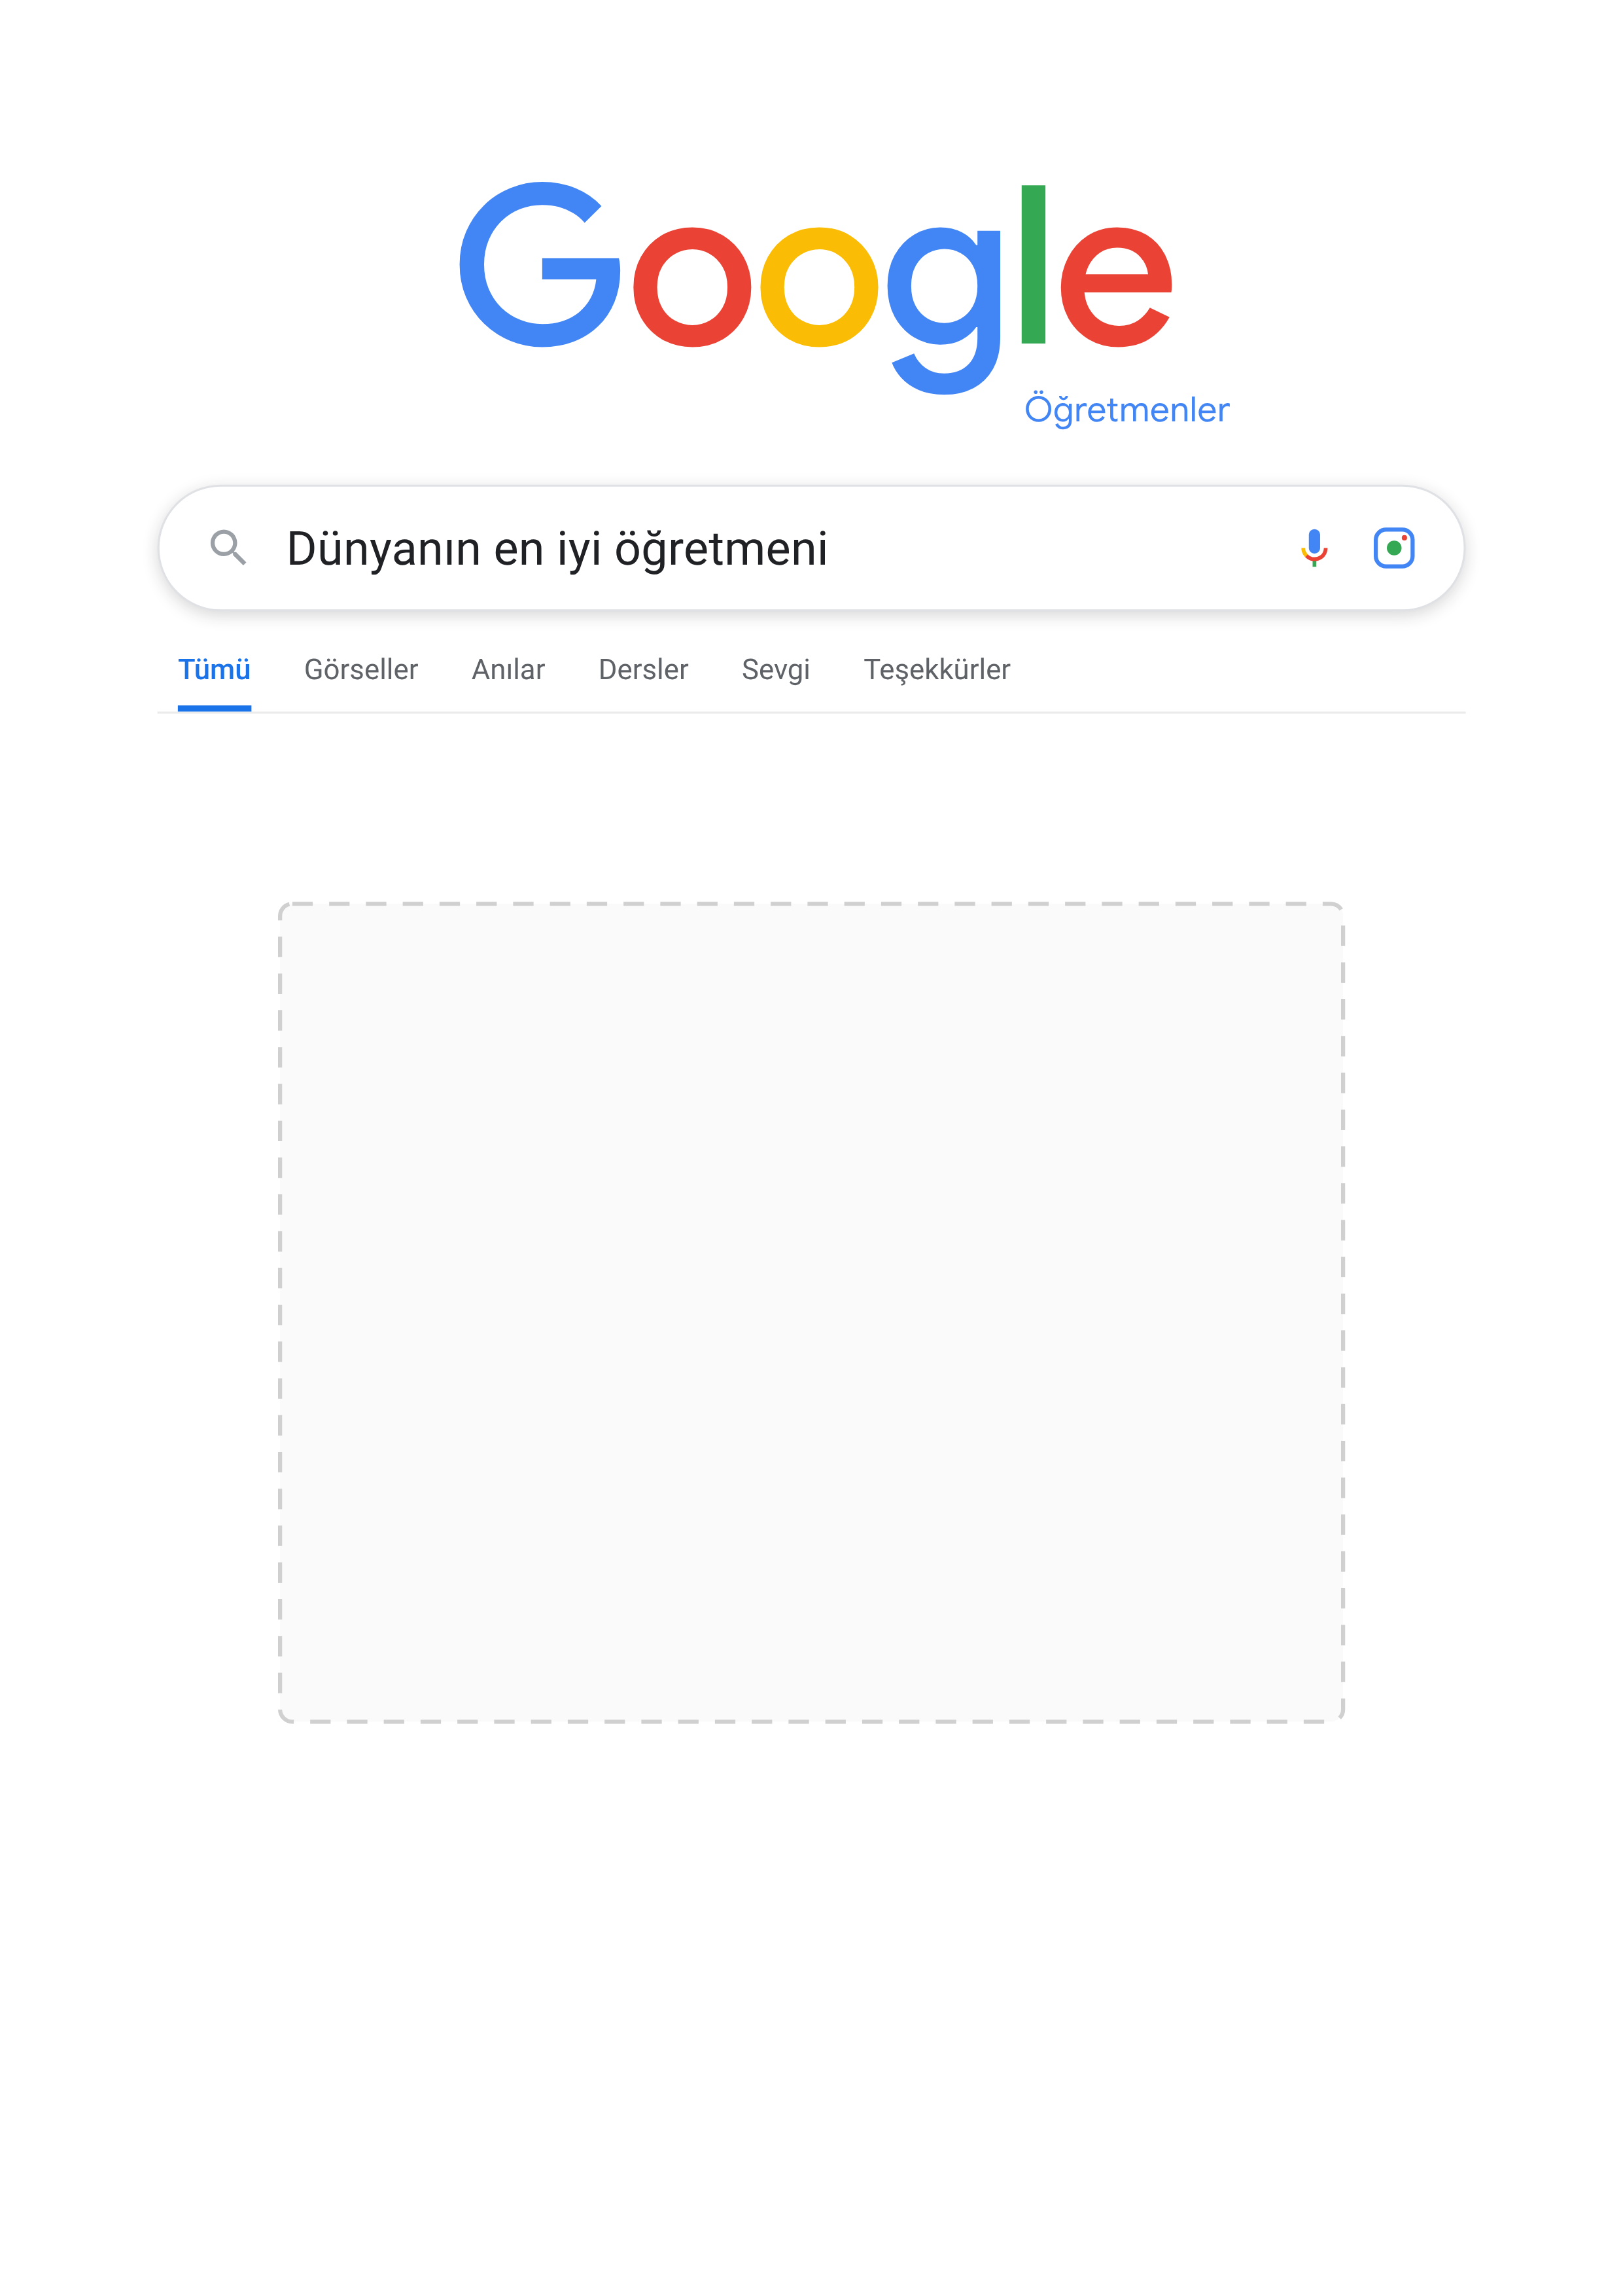 Google
Öğretmenler
Dünyanın en iyi öğretmeni
Tümü Görseller Anılar Dersler Sevgi Teşekkürler